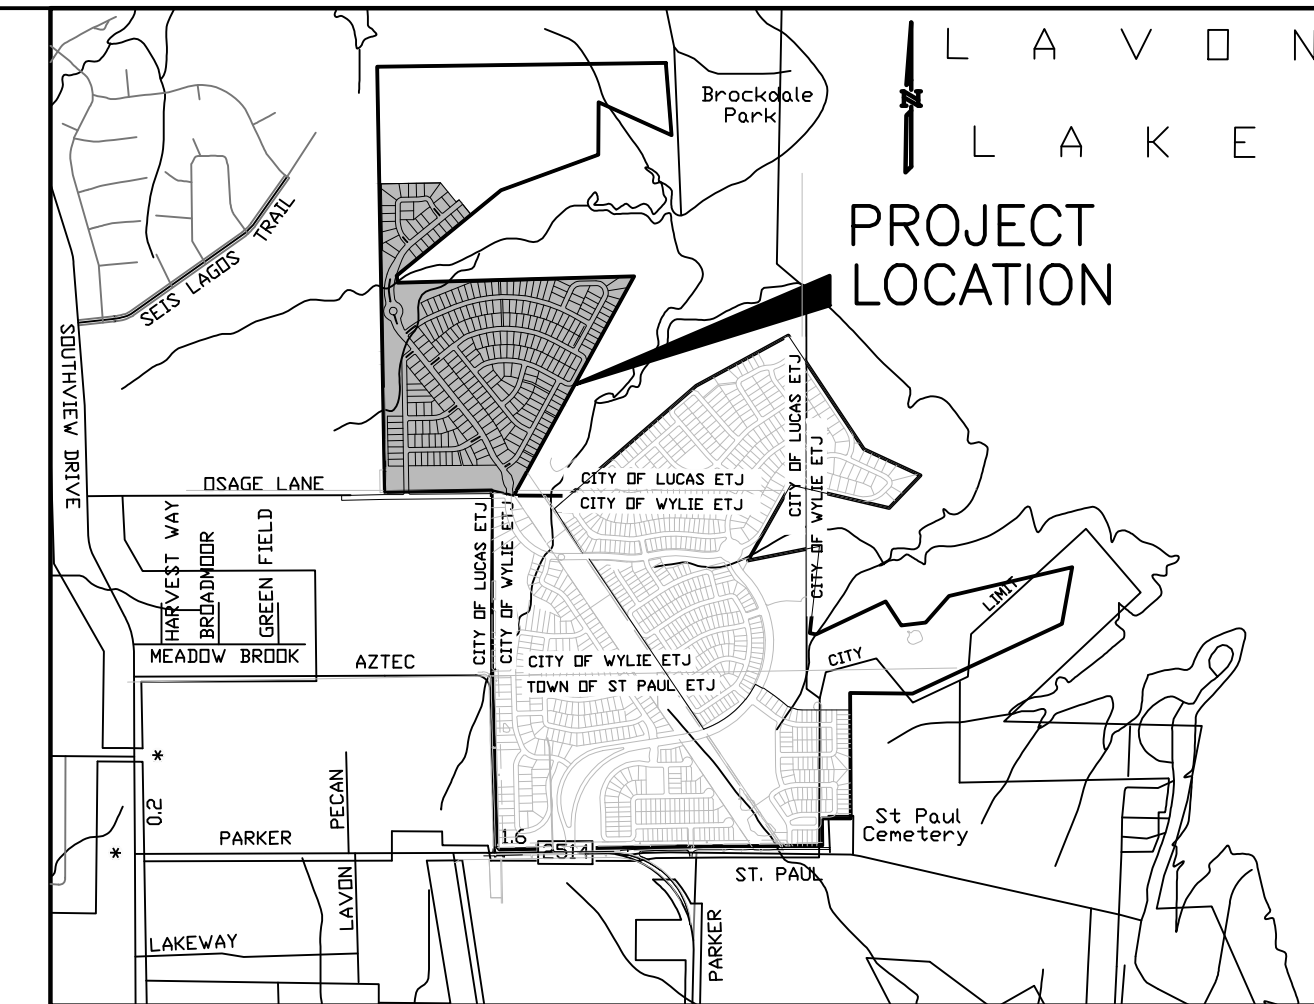 LAVON
LAKE
N
Brockdale
Park
PROJECT
LOCATION
SEIS LAGOS TRAIL
SOUTHVIEW DRIVE
OSAGE LANE
HARVEST WAY
BROADMOOR
GREEN FIELD
MEADOW BROOK
AZTEC
CITY OF LUCAS ETJ
CITY OF WYLIE ETJ
CITY OF LUCAS ETJ
CITY OF WYLIE ETJ
CITY OF LUCAS ETJ
CITY OF WYLIE ETJ
CITY OF WYLIE ETJ
TOWN OF ST PAUL ETJ
CITY
LIMIT
*
0.2
*
PECAN
PARKER
1.6
2514
St Paul
Cemetery
ST. PAUL
LAVON
LAKEWAY
PARKER